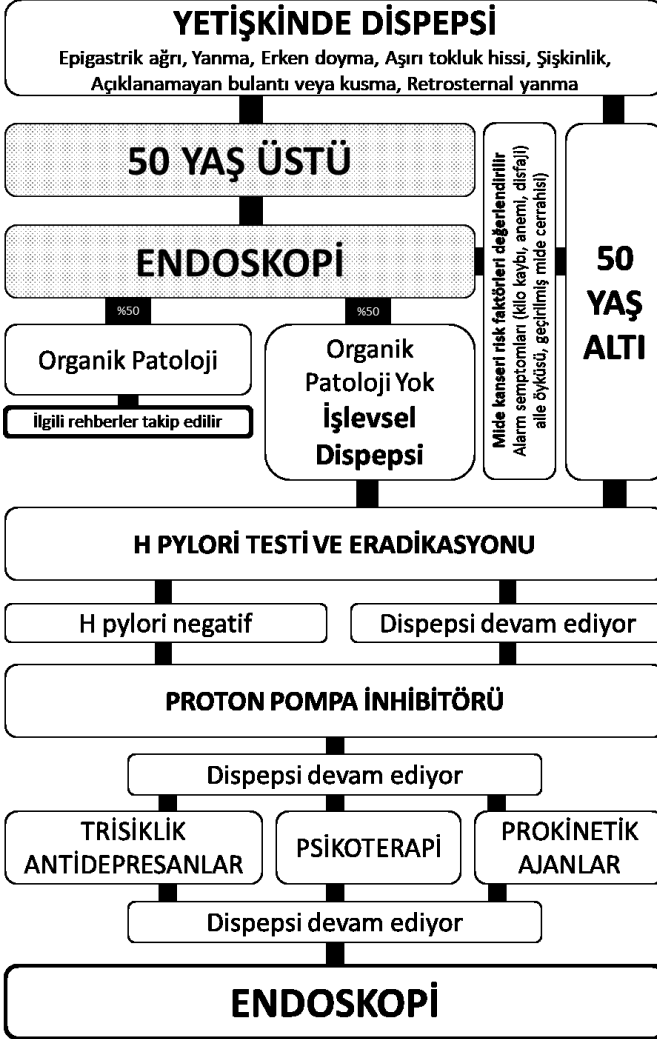 YETİŞKİNDE DİSPEPSİ
Epigastrik ağrı, Yanma, Erken doyma, Aşırı tokluk hissi, Şişkinlik,
Açıklanamayan bulantı veya kusma, Retrosternal yanma
50 YAŞ ÜSTÜ
ENDOSKOPİ
Mide kanseri risk faktörleri değerlendirilir
Alarm semptomları (kilo kaybı, anemi, disfaji)
aile öyküsü, geçirilmiş mide cerrahisi)
50
YAŞ
ALTI
%50
%50
Organik Patoloji
İlgili rehberler takip edilir
Organik
Patoloji Yok
İşlevsel
Dispepsi
H PYLORİ TESTİ VE ERADİKASYONU
H pylori negatif
Dispepsi devam ediyor
PROTON POMPA İNHİBİTÖRÜ
Dispepsi devam ediyor
TRİSİKLİK
ANTİDEPRESANLAR
PSİKOTERAPİ
PROKİNETİK
AJANLAR
Dispepsi devam ediyor
ENDOSKOPİ